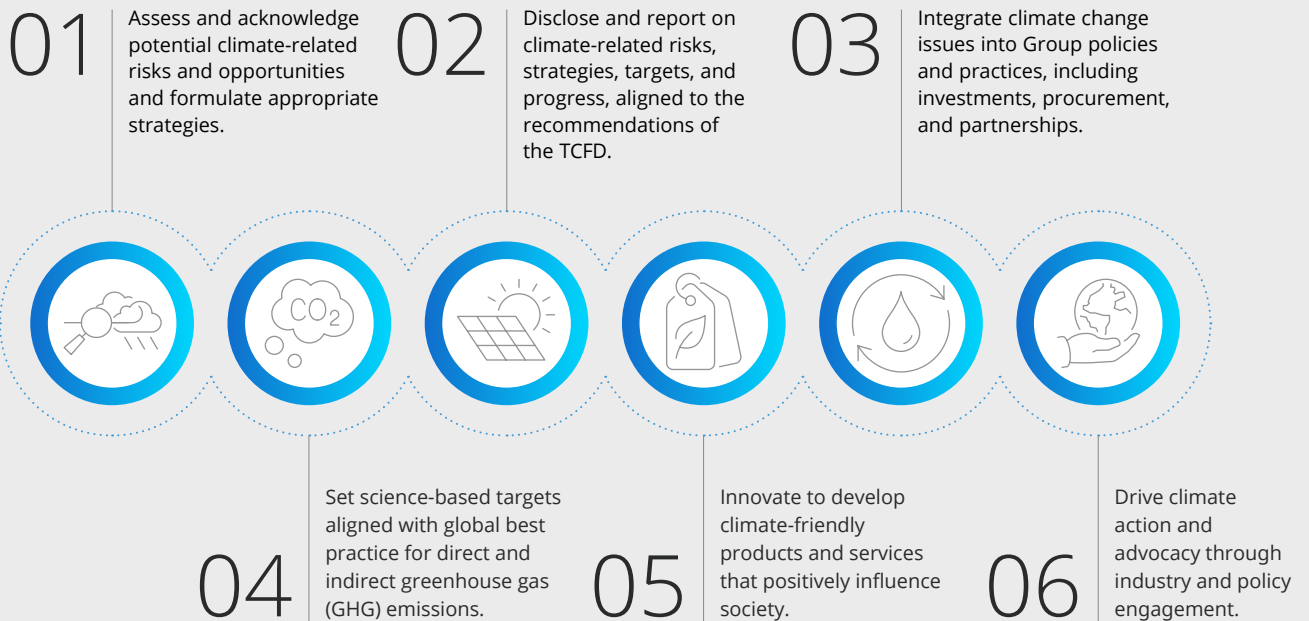 01
Assess and acknowledge
potential climate-related
risks and opportunities
and formulate appropriate
strategies.
02
Disclose and report on
climate-related risks,
strategies, targets, and
progress, aligned to the
recommendations of
the TCFD.
03
Integrate climate change
issues into Group policies
and practices, including
investments, procurement,
and partnerships.
CO2
04
Set science-based targets
aligned with global best
practice for direct and
indirect greenhouse gas
(GHG) emissions.
05
Innovate to develop
climate-friendly
products and services
that positively influence
society.
06
Drive climate
action and
advocacy through
industry and policy
engagement.